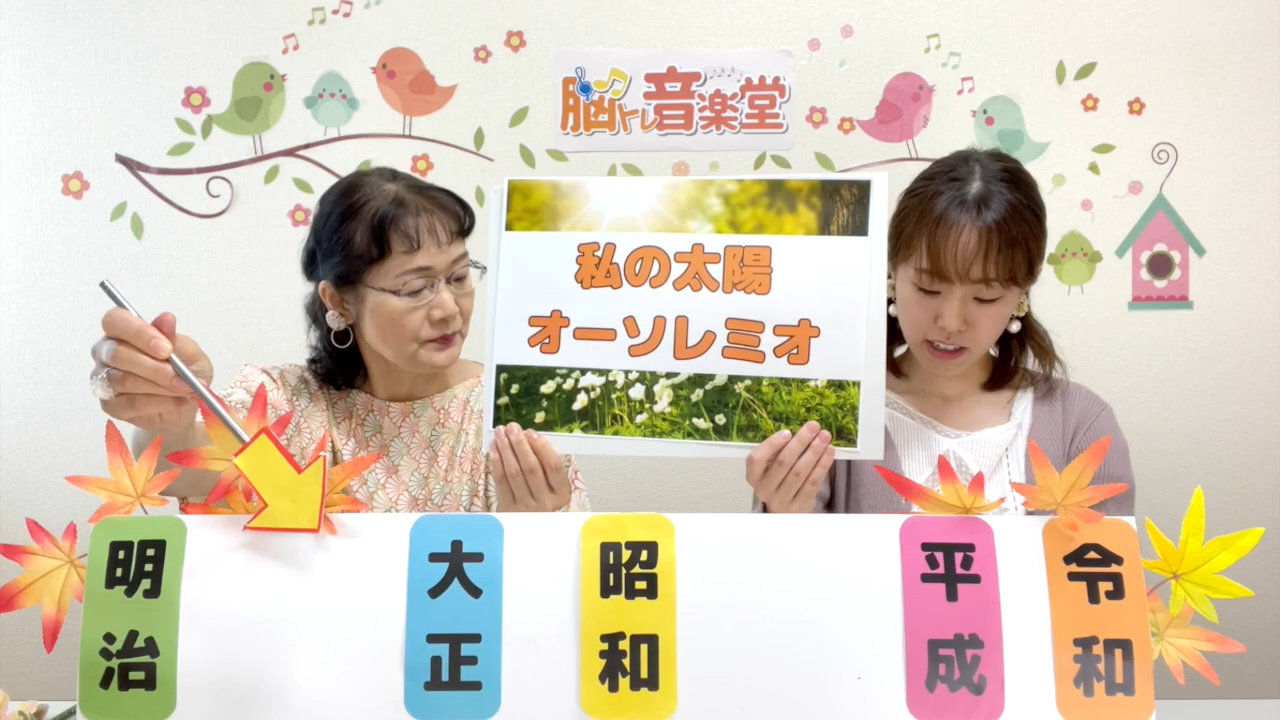 脳トレ音楽堂
私の太陽
オーソレミオ
明治
大正
昭和
平成
令和